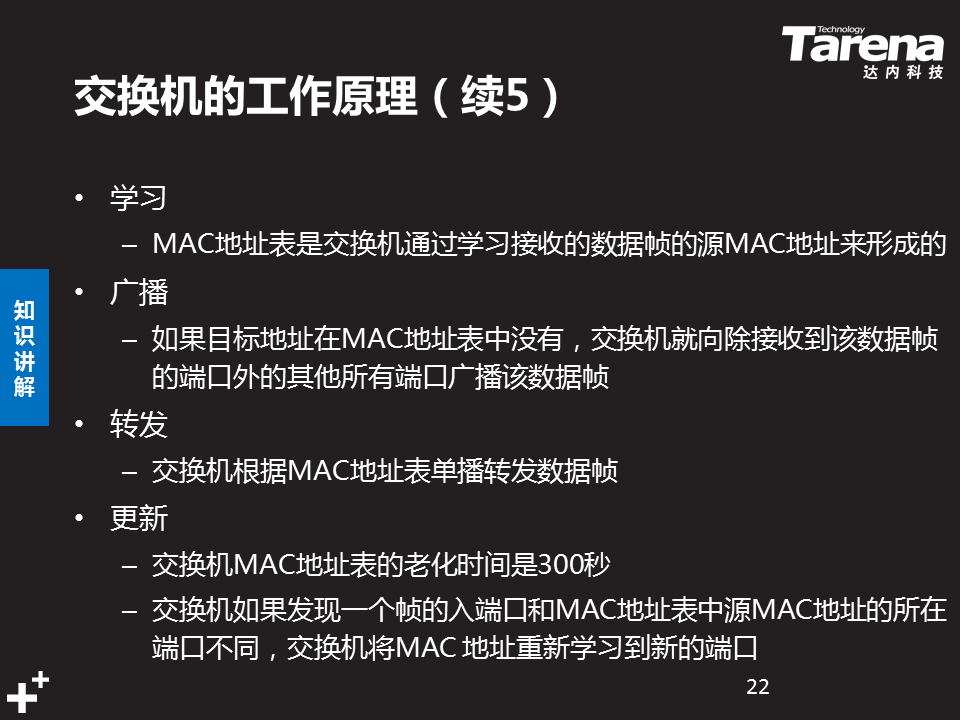 Technology
Tarena
达内科技
交换机的工作原理（续5）
• 学习
– MAC地址表是交换机通过学习接收的数据帧的源MAC地址来形成的
• 广播
– 如果目标地址在MAC地址表中没有，交换机就向除接收到该数据帧
的端口外的其他所有端口广播该数据帧
• 转发
– 交换机根据MAC地址表单播转发数据帧
• 更新
– 交换机MAC地址表的老化时间是300秒
– 交换机如果发现一个帧的入端口和MAC地址表中源MAC地址的所在
端口不同，交换机将MAC 地址重新学习到新的端口
知
识
讲
解
22